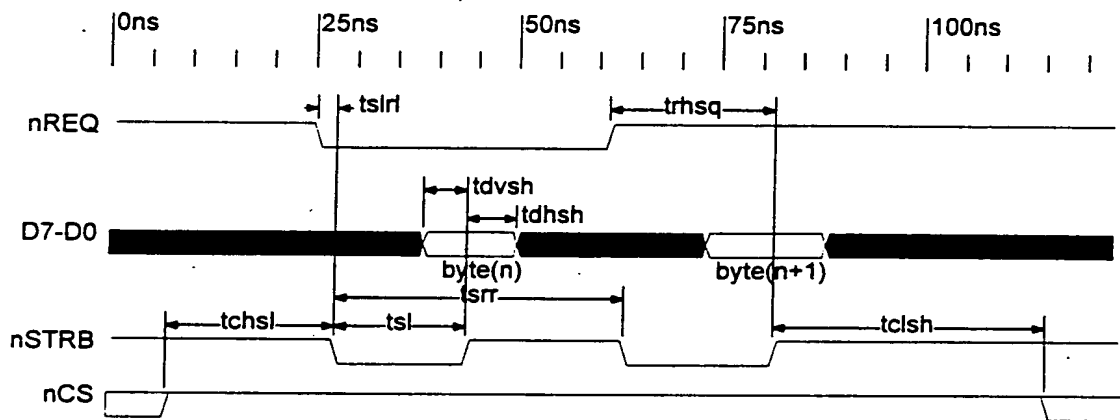 0ns 25ns 50ns 75ns 100ns
tslrl trhsq
nREQ
tdvsh
tdhsh
D7-D0
byte(n) byte(n+1)
tsrr
tchsl tsl tclsh
nSTRB
nCS